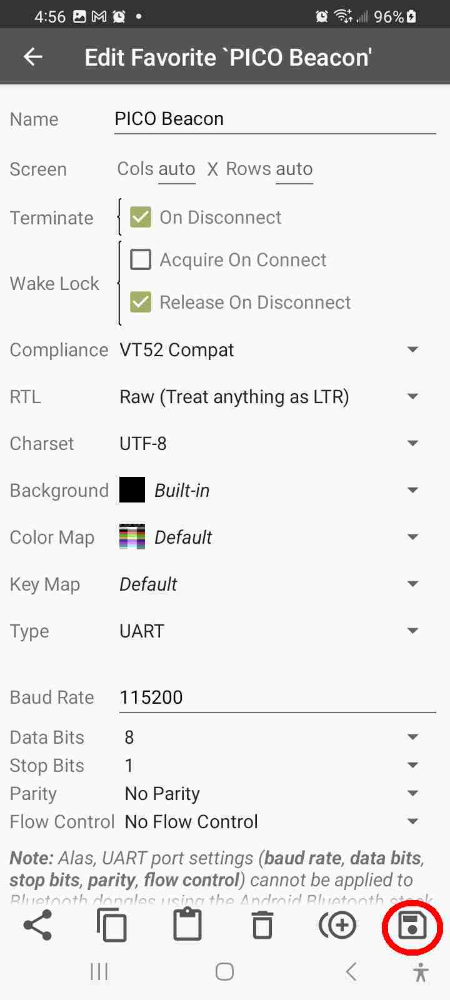 4:56 96%
Edit Favorite `PICO Beacon'
Name PICO Beacon
Screen Cols auto X Rows auto
Terminate On Disconnect
Acquire On Connect
Wake Lock
Release On Disconnect
Compliance VT52 Compat
RTL Raw (Treat anything as LTR)
Charset UTF-8
Background Built-in
Color Map Default
Key Map Default
Type UART
Baud Rate 115200
Data Bits 8
Stop Bits 1
Parity No Parity
Flow Control No Flow Control
Note: Alas, UART port settings (baud rate, data bits,
stop bits, parity, flow control) cannot be applied to
Bluetooth dongles using the Android Bluetooth stack